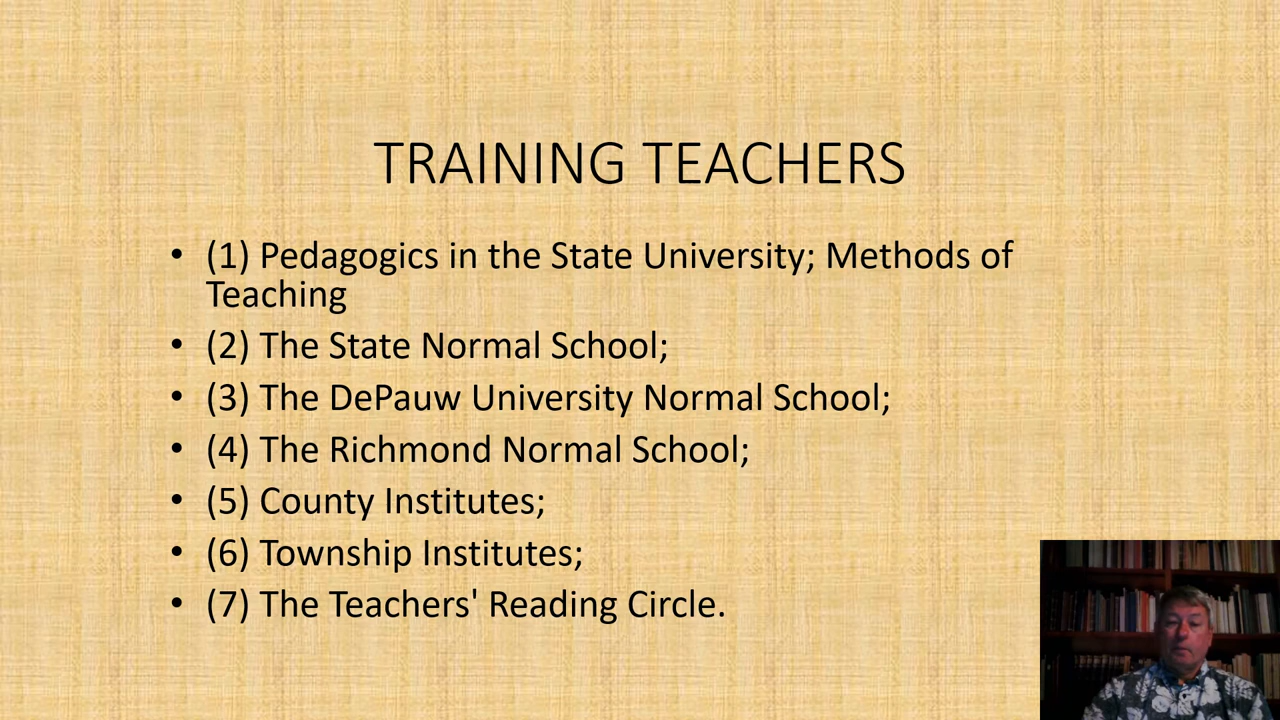 TRAINING TEACHERS
• (1) Pedagogics in the State University; Methods of
Teaching
• (2) The State Normal School;
• (3) The DePauw University Normal School;
• (4) The Richmond Normal School;
• (5) County Institutes;
• (6) Township Institutes;
• (7) The Teachers' Reading Circle.